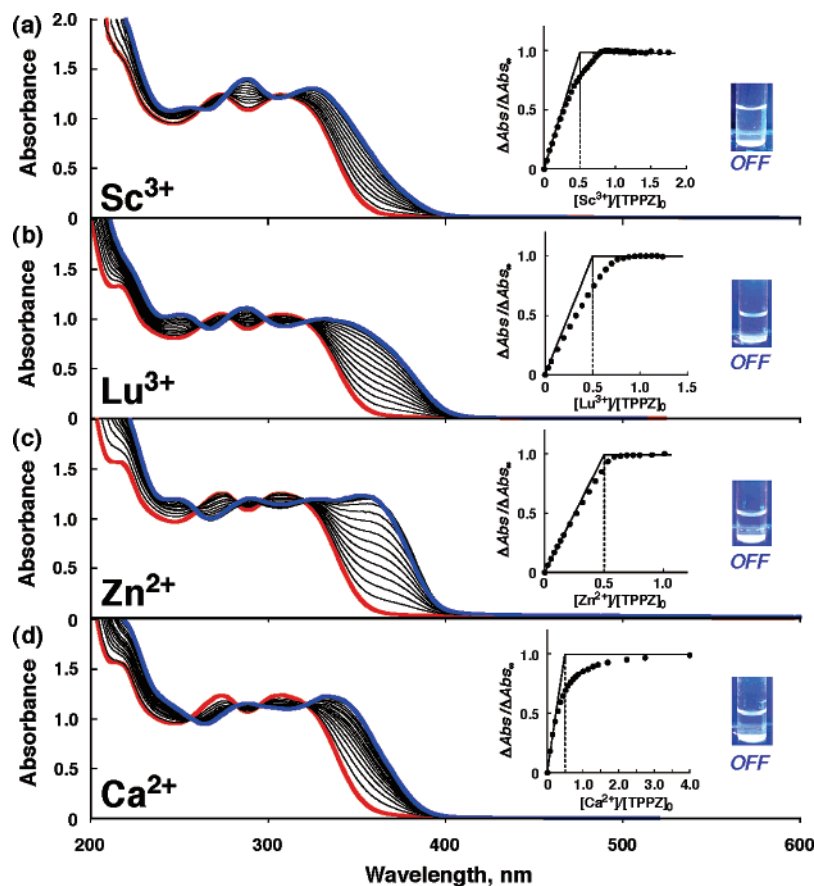 (a)
Absorbance
2.0
1.5
1.0
0.5
0
Sc³⁺
ΔAbs/ΔAbs∞
1.0
0.5
0
0 0.5 1.0 1.5 2.0
[Sc³⁺]/[TPPZ]₀
OFF
(b)
Absorbance
1.5
1.0
0.5
0
Lu³⁺
ΔAbs/ΔAbs∞
1.0
0.5
0
0 0.5 1.0 1.5
[Lu³⁺]/[TPPZ]₀
OFF
(c)
Absorbance
1.5
1.0
0.5
0
Zn²⁺
ΔAbs/ΔAbs∞
1.0
0.5
0
0 0.5 1.0
[Zn²⁺]/[TPPZ]₀
OFF
(d)
Absorbance
1.5
1.0
0.5
0
Ca²⁺
ΔAbs/ΔAbs∞
1.0
0.5
0
0 1.0 2.0 3.0 4.0
[Ca²⁺]/[TPPZ]₀
OFF
200 300 400 500 600
Wavelength, nm